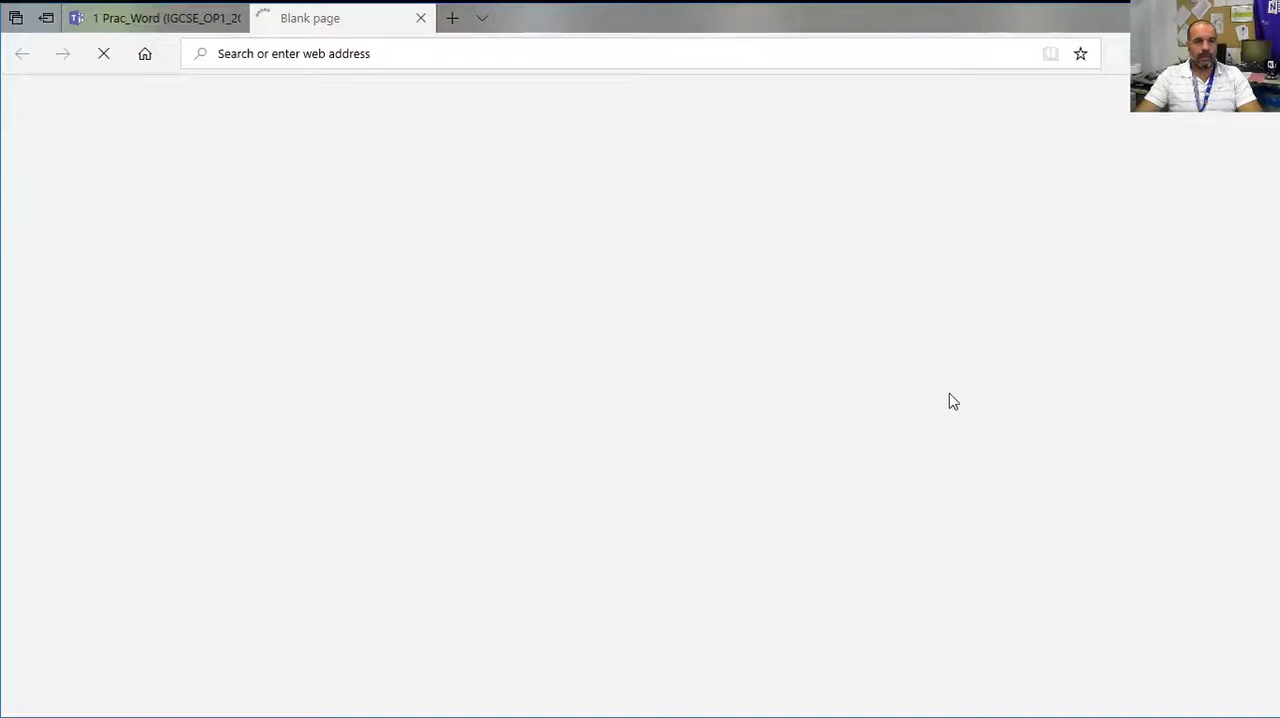 1 Prac_Word (IGCSE_OP1_20
Blank page
Search or enter web address